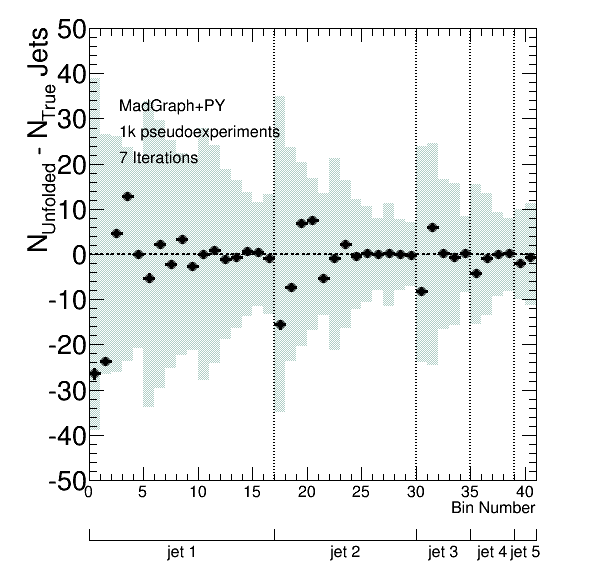 N_Unfolded - N_True Jets
50
40
30
20
10
0
-10
-20
-30
-40
-50
MadGraph+PY
1k pseudoexperiments
7 Iterations
0 5 10 15 20 25 30 35 40
Bin Number
jet 1 jet 2 jet 3 jet 4 jet 5